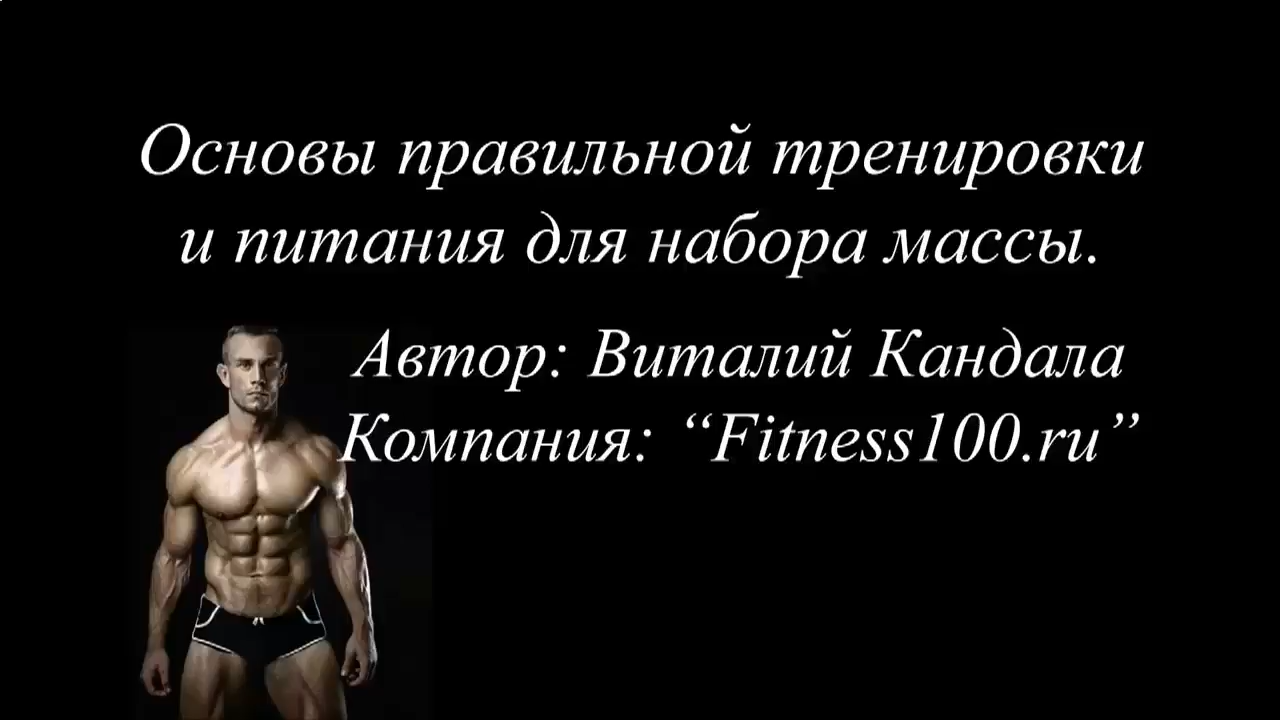 Основы правильной тренировки
и питания для набора массы.
Автор: Виталий Кандала
Компания: “Fitness100.ru”